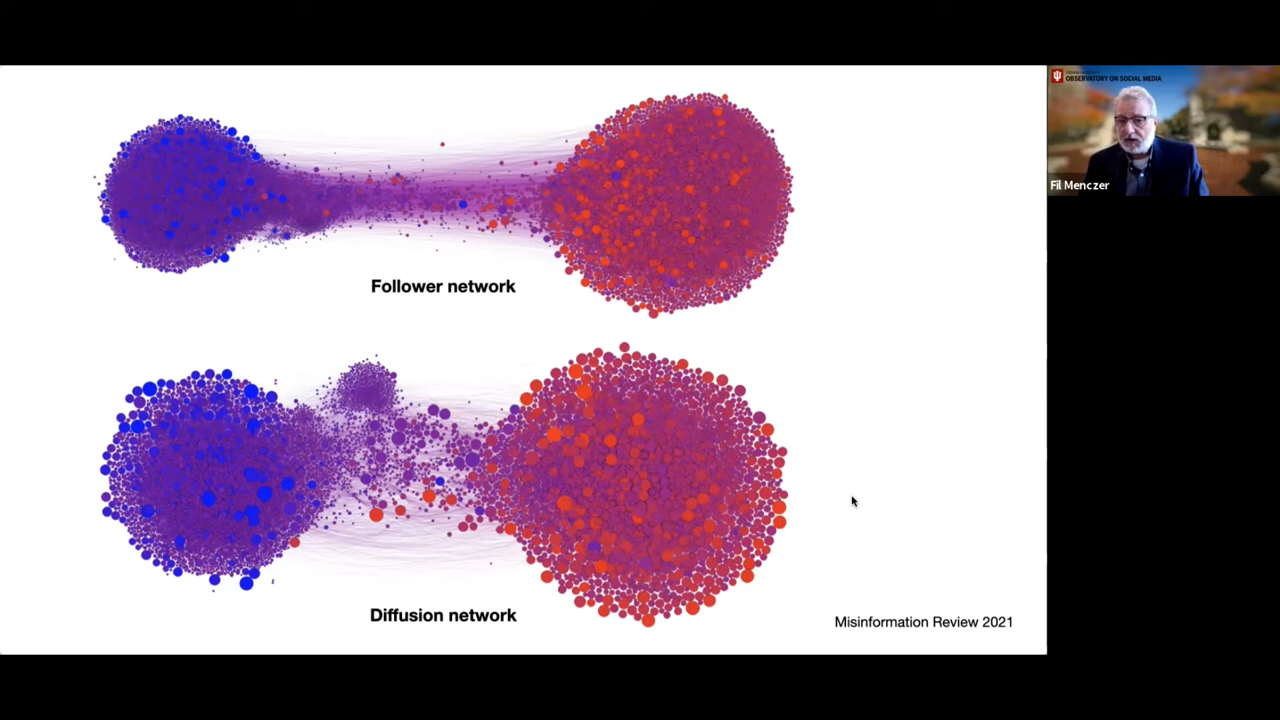 Follower network
Diffusion network
Misinformation Review 2021
OBSERVATORY ON SOCIAL MEDIA
Fil Menczer